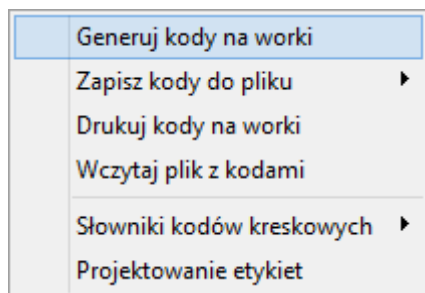 Generuj kody na worki
Zapisz kody do pliku
Drukuj kody na worki
Wczytaj plik z kodami
Słowniki kodów kreskowych
Projektowanie etykiet